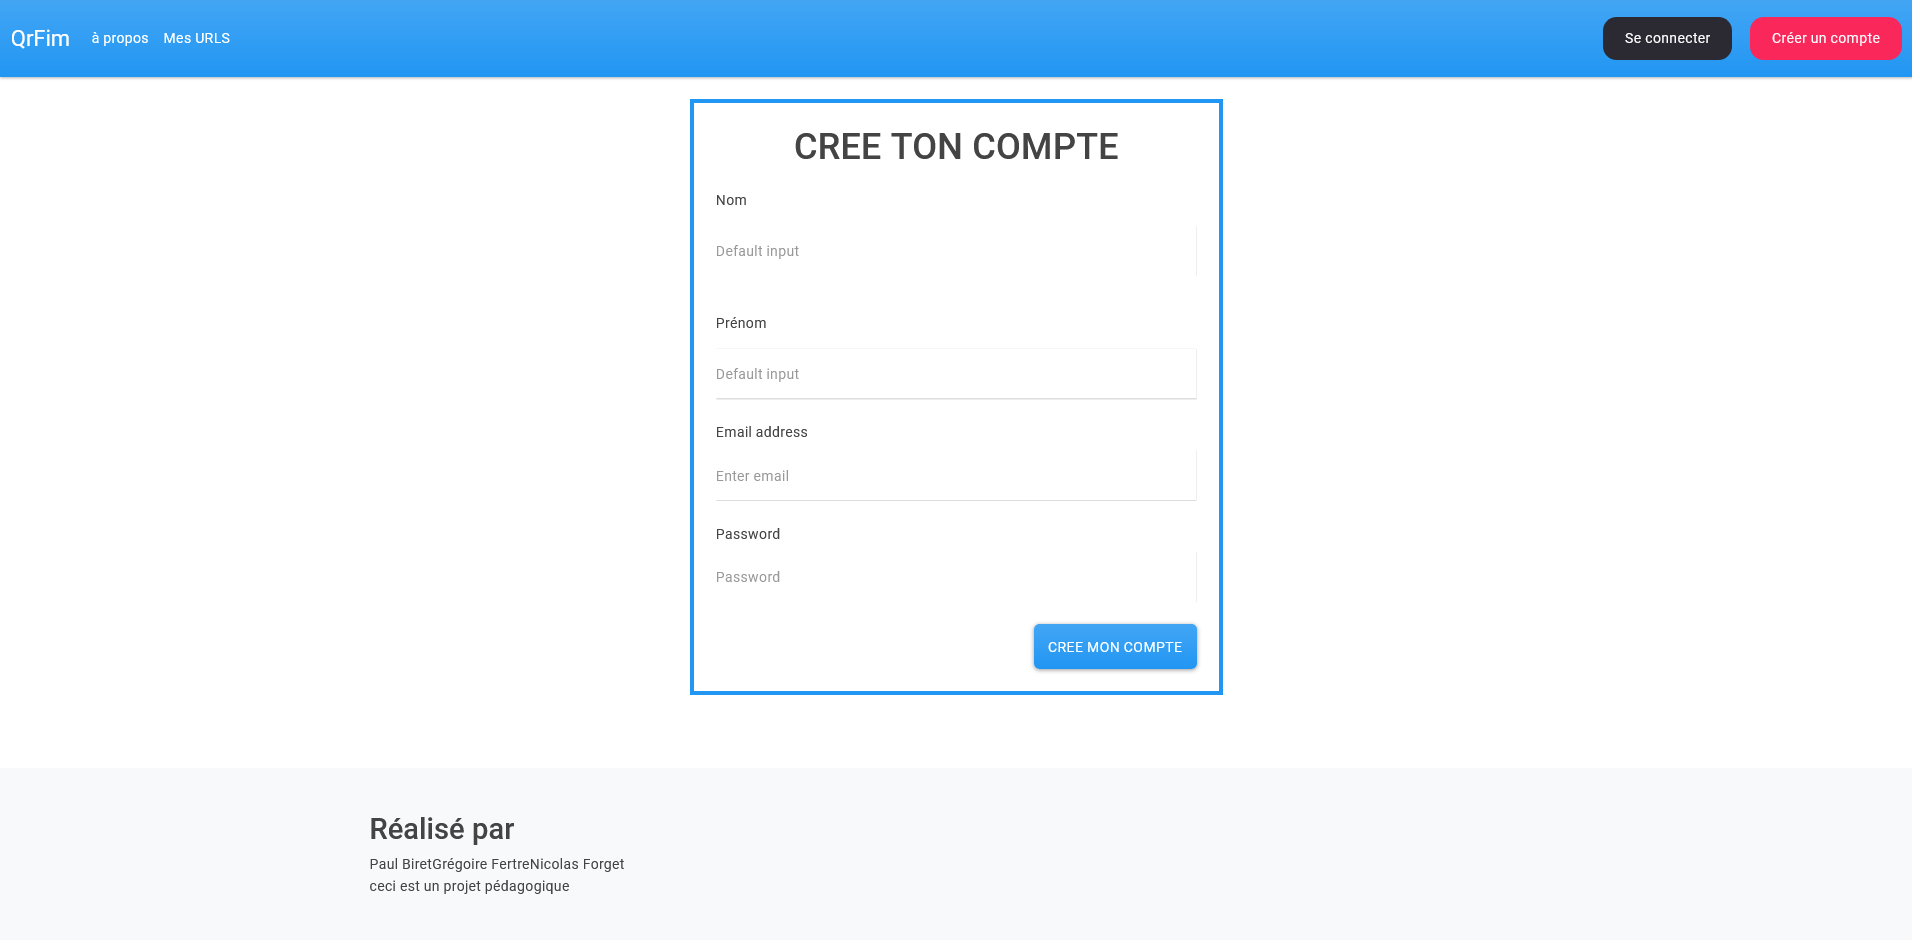 QrFim à propos Mes URLS Se connecter Créer un compte
CREE TON COMPTE
Nom
Default input
Prénom
Default input
Email address
Enter email
Password
Password
CREE MON COMPTE
Réalisé par
Paul BiretGrégoire FertreNicolas Forget
ceci est un projet pédagogique